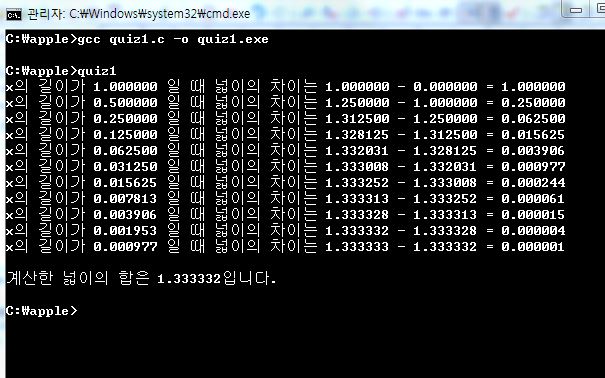 관리자: C:₩Windows₩system32₩cmd.exe
C:₩apple>gcc quiz1.c -o quiz1.exe
C:₩apple>quiz1
x의 길이가 1.000000 일 때 넓이의 차이는 1.000000 - 0.000000 = 1.000000
x의 길이가 0.500000 일 때 넓이의 차이는 1.250000 - 1.000000 = 0.250000
x의 길이가 0.250000 일 때 넓이의 차이는 1.312500 - 1.250000 = 0.062500
x의 길이가 0.125000 일 때 넓이의 차이는 1.328125 - 1.312500 = 0.015625
x의 길이가 0.062500 일 때 넓이의 차이는 1.332031 - 1.328125 = 0.003906
x의 길이가 0.031250 일 때 넓이의 차이는 1.333008 - 1.332031 = 0.000977
x의 길이가 0.015625 일 때 넓이의 차이는 1.333252 - 1.333008 = 0.000244
x의 길이가 0.007813 일 때 넓이의 차이는 1.333313 - 1.333252 = 0.000061
x의 길이가 0.003906 일 때 넓이의 차이는 1.333328 - 1.333313 = 0.000015
x의 길이가 0.001953 일 때 넓이의 차이는 1.333332 - 1.333328 = 0.000004
x의 길이가 0.000977 일 때 넓이의 차이는 1.333333 - 1.333332 = 0.000001
계산한 넓이의 합은 1.333332입니다.
C:₩apple>